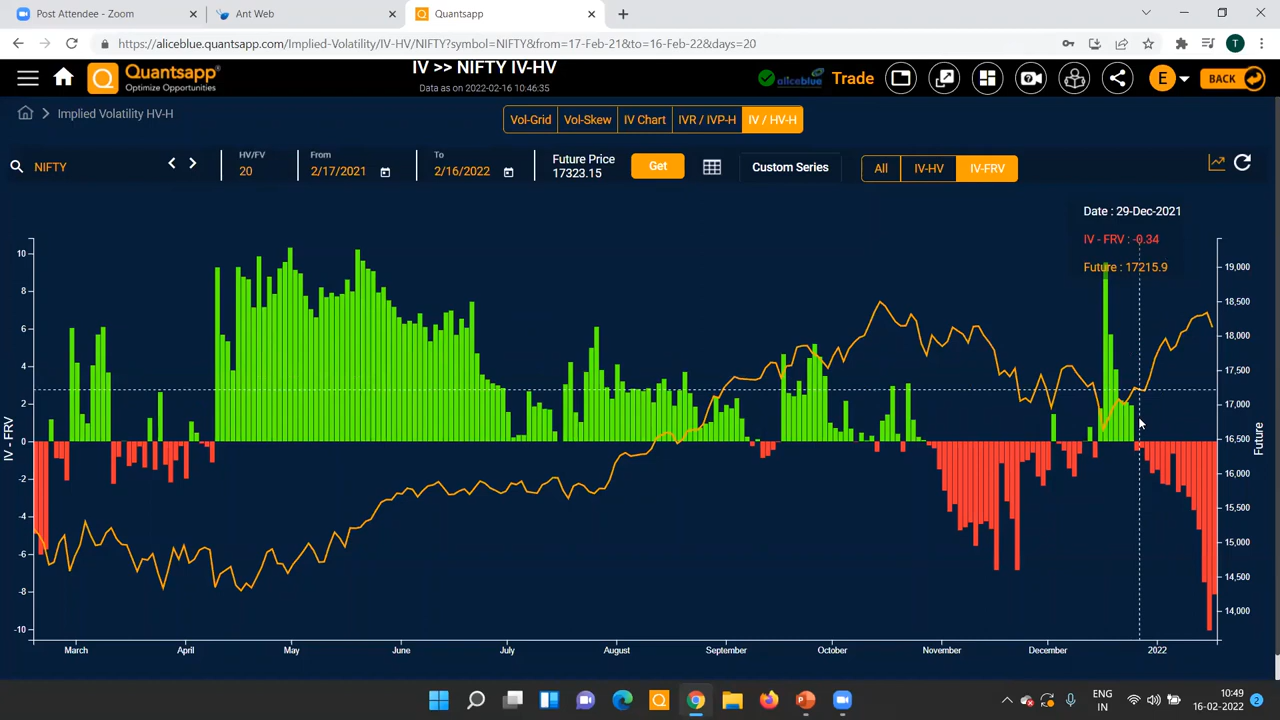 Post Attendee - Zoom
Ant Web
Quantsapp
https://aliceblue.quantsapp.com/Implied-Volatility/IV-HV/NIFTY?symbol=NIFTY&from=17-Feb-21&to=16-Feb-22&days=20
T
Quantsapp
Optimize Opportunities
IV >> NIFTY IV-HV
Data as on 2022-02-16 10:46:35
aliceblue
Trade
E
BACK
Implied Volatility HV-H
Vol-Grid
Vol-Skew
IV Chart
IVR / IVP-H
IV / HV-H
NIFTY
HV/FV
20
From
2/17/2021
To
2/16/2022
Future Price
17323.15
Get
Custom Series
All
IV-HV
IV-FRV
Date : 29-Dec-2021
IV - FRV : -0.34
Future : 17215.9
10
8
6
4
2
0
-2
-4
-6
-8
-10
IV - FRV
19,000
18,500
18,000
17,500
17,000
16,500
16,000
15,500
15,000
14,500
14,000
Future
March
April
May
June
July
August
September
October
November
December
2022
ENG
IN
10:49
16-02-2022
2